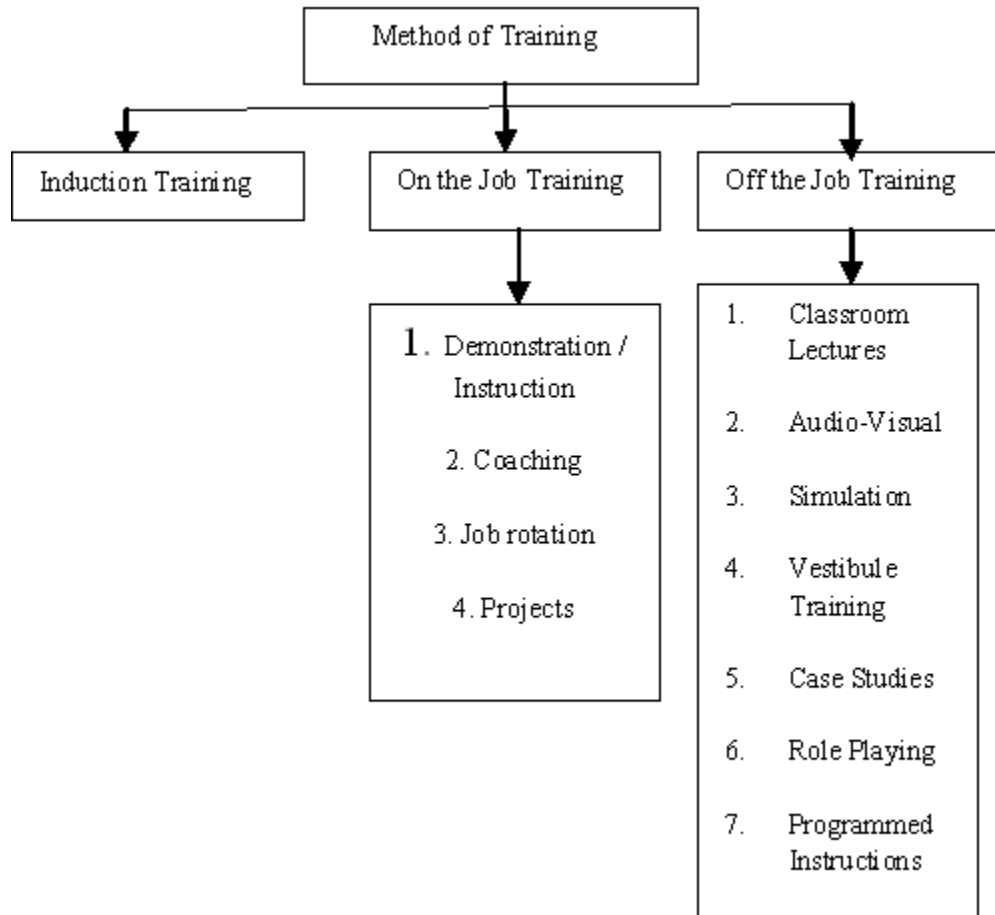 Method of Training
Induction Training
On the Job Training
Off the Job Training
1. Demonstration /
Instruction
2. Coaching
3. Job rotation
4. Projects
1. Classroom
Lectures
2. Audio-Visual
3. Simulation
4. Vestibule
Training
5. Case Studies
6. Role Playing
7. Programmed
Instructions